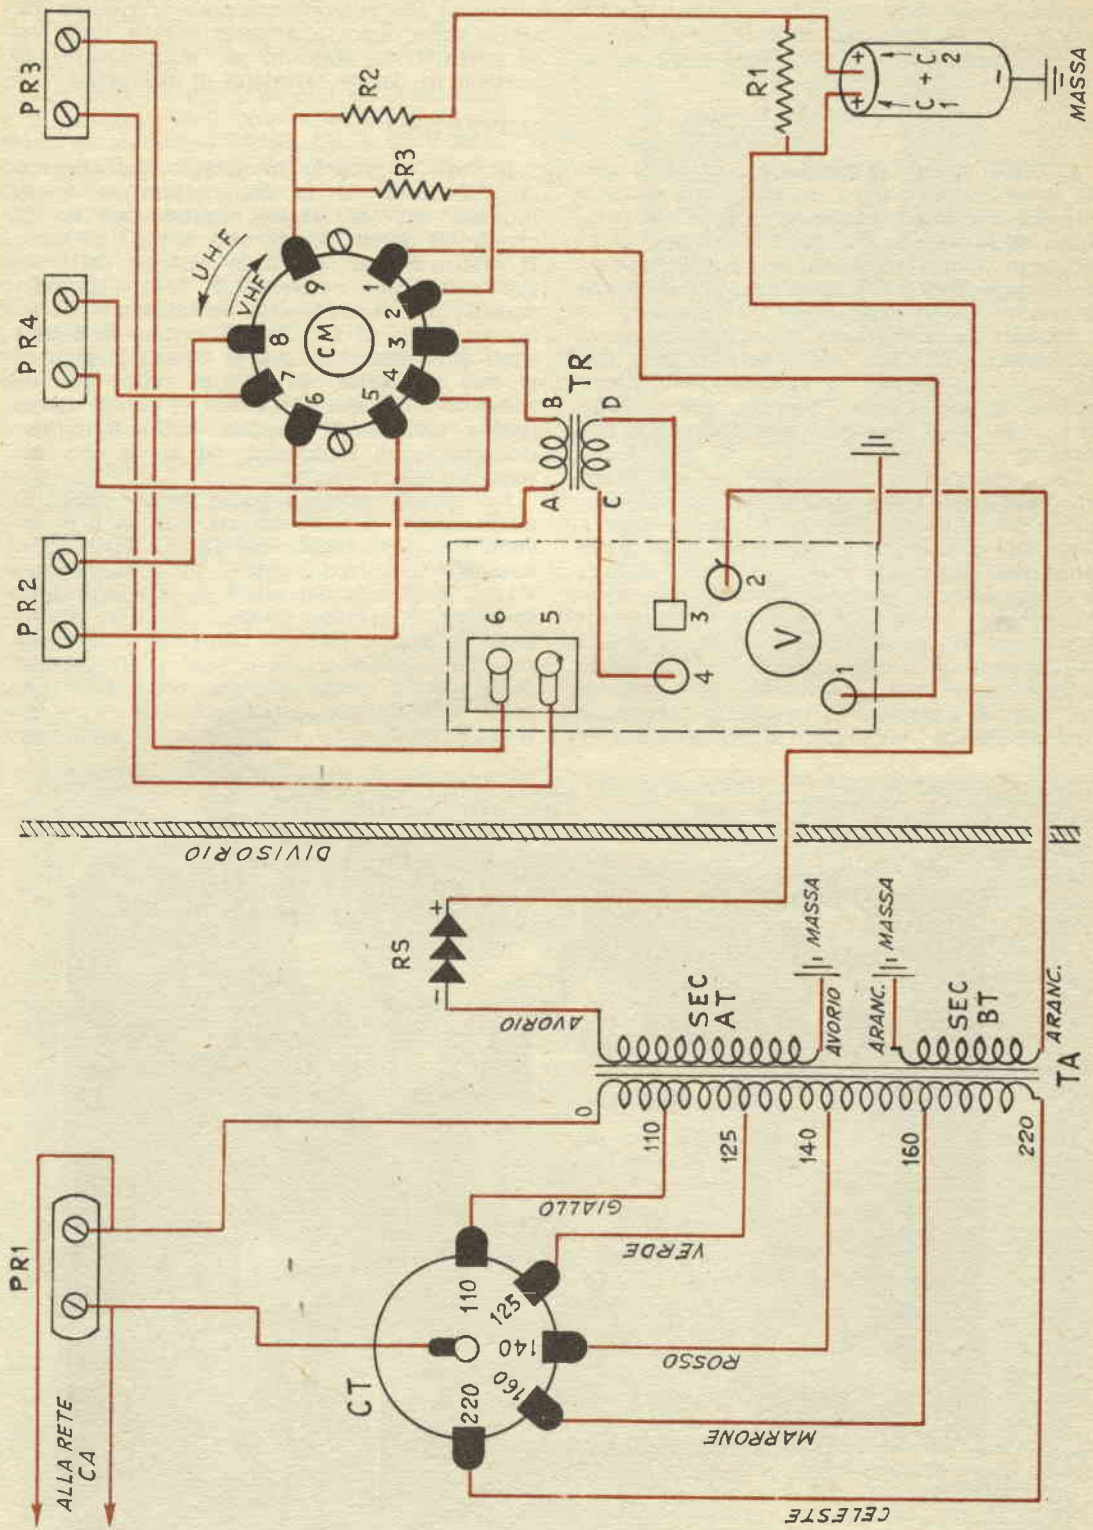 PR1
ALLA RETE
CA
CT
220
160
140
125
110
CELESTE
MARRONE
ROSSO
VERDE
GIALLO
0
110
125
140
160
220
TA
AVORIO
SEC
AT
AVORIO
MASSA
ARANC.
MASSA
SEC
BT
ARANC.
RS
-
+
DIVISORIO
PR2
PR4
PR3
6
5
4
3
2
1
V
A
B
TR
C
D
CM
1
2
3
4
5
6
7
8
9
UHF
VHF
R3
R2
R1
+
+
C1 + C2
-
MASSA